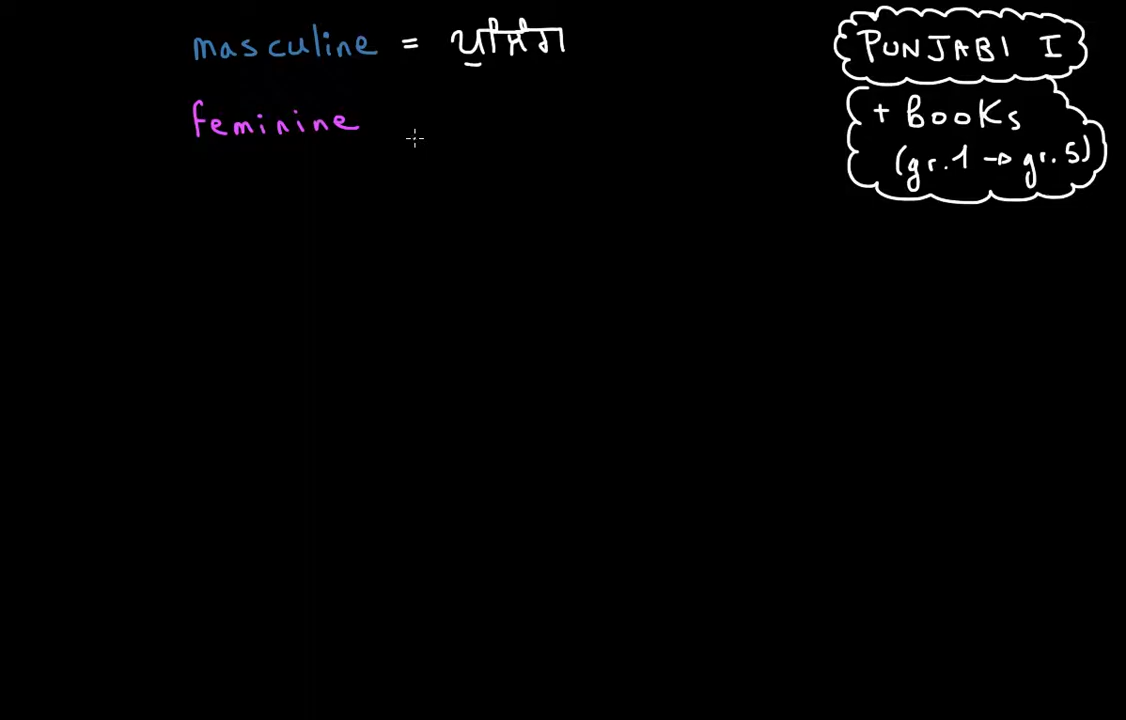 masculine = ਪੁਲਿੰਗ
feminine
PUNJABI I
+ BOOKs
(gr.1 → gr.5)